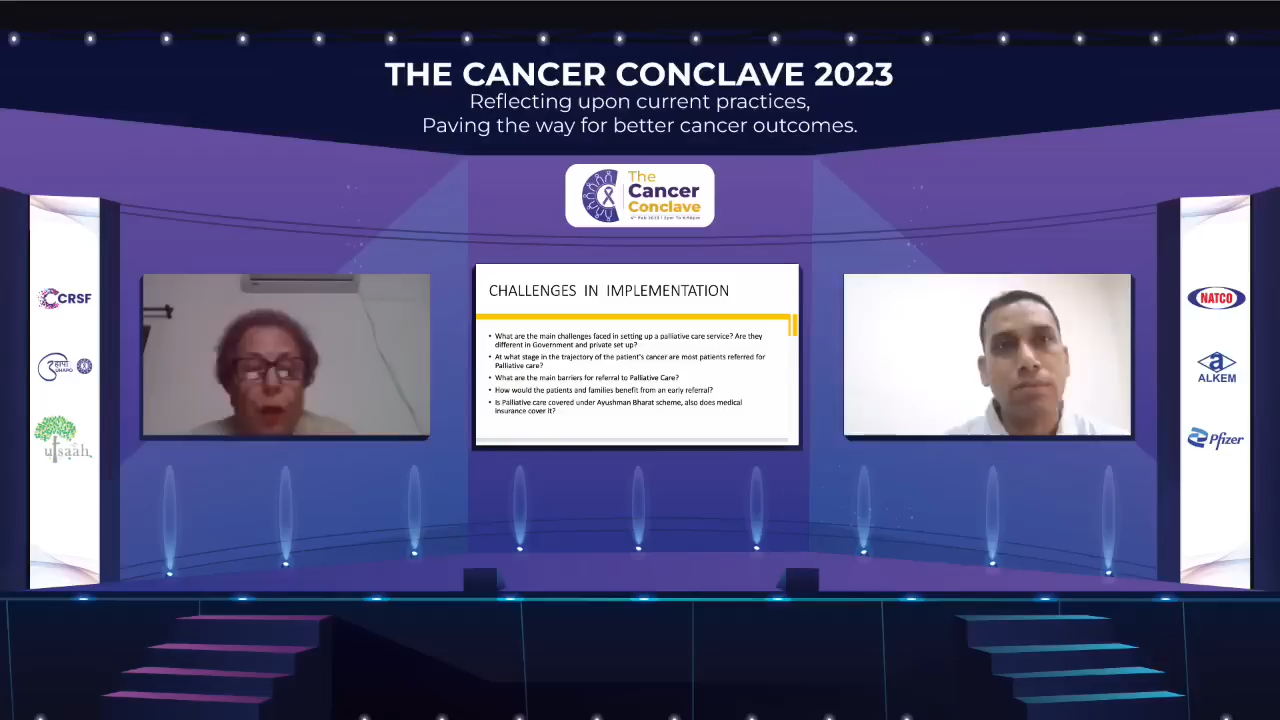 THE CANCER CONCLAVE 2023
Reflecting upon current practices,
Paving the way for better cancer outcomes.
The
Cancer
Conclave
CHALLENGES IN IMPLEMENTATION
• What are the main challenges faced in setting up a palliative care service? Are they
different in Government and private set up?
• At what stage in the trajectory of the patient's cancer are most patients referred for
Palliative care?
• What are the main barriers for referral to Palliative Care?
• How would the patients and families benefit from an early referral?
• Is Palliative care covered under Ayushman Bharat scheme, also does medical
insurance cover it?
CRSF
utsaah
NATCO
ALKEM
Pfizer